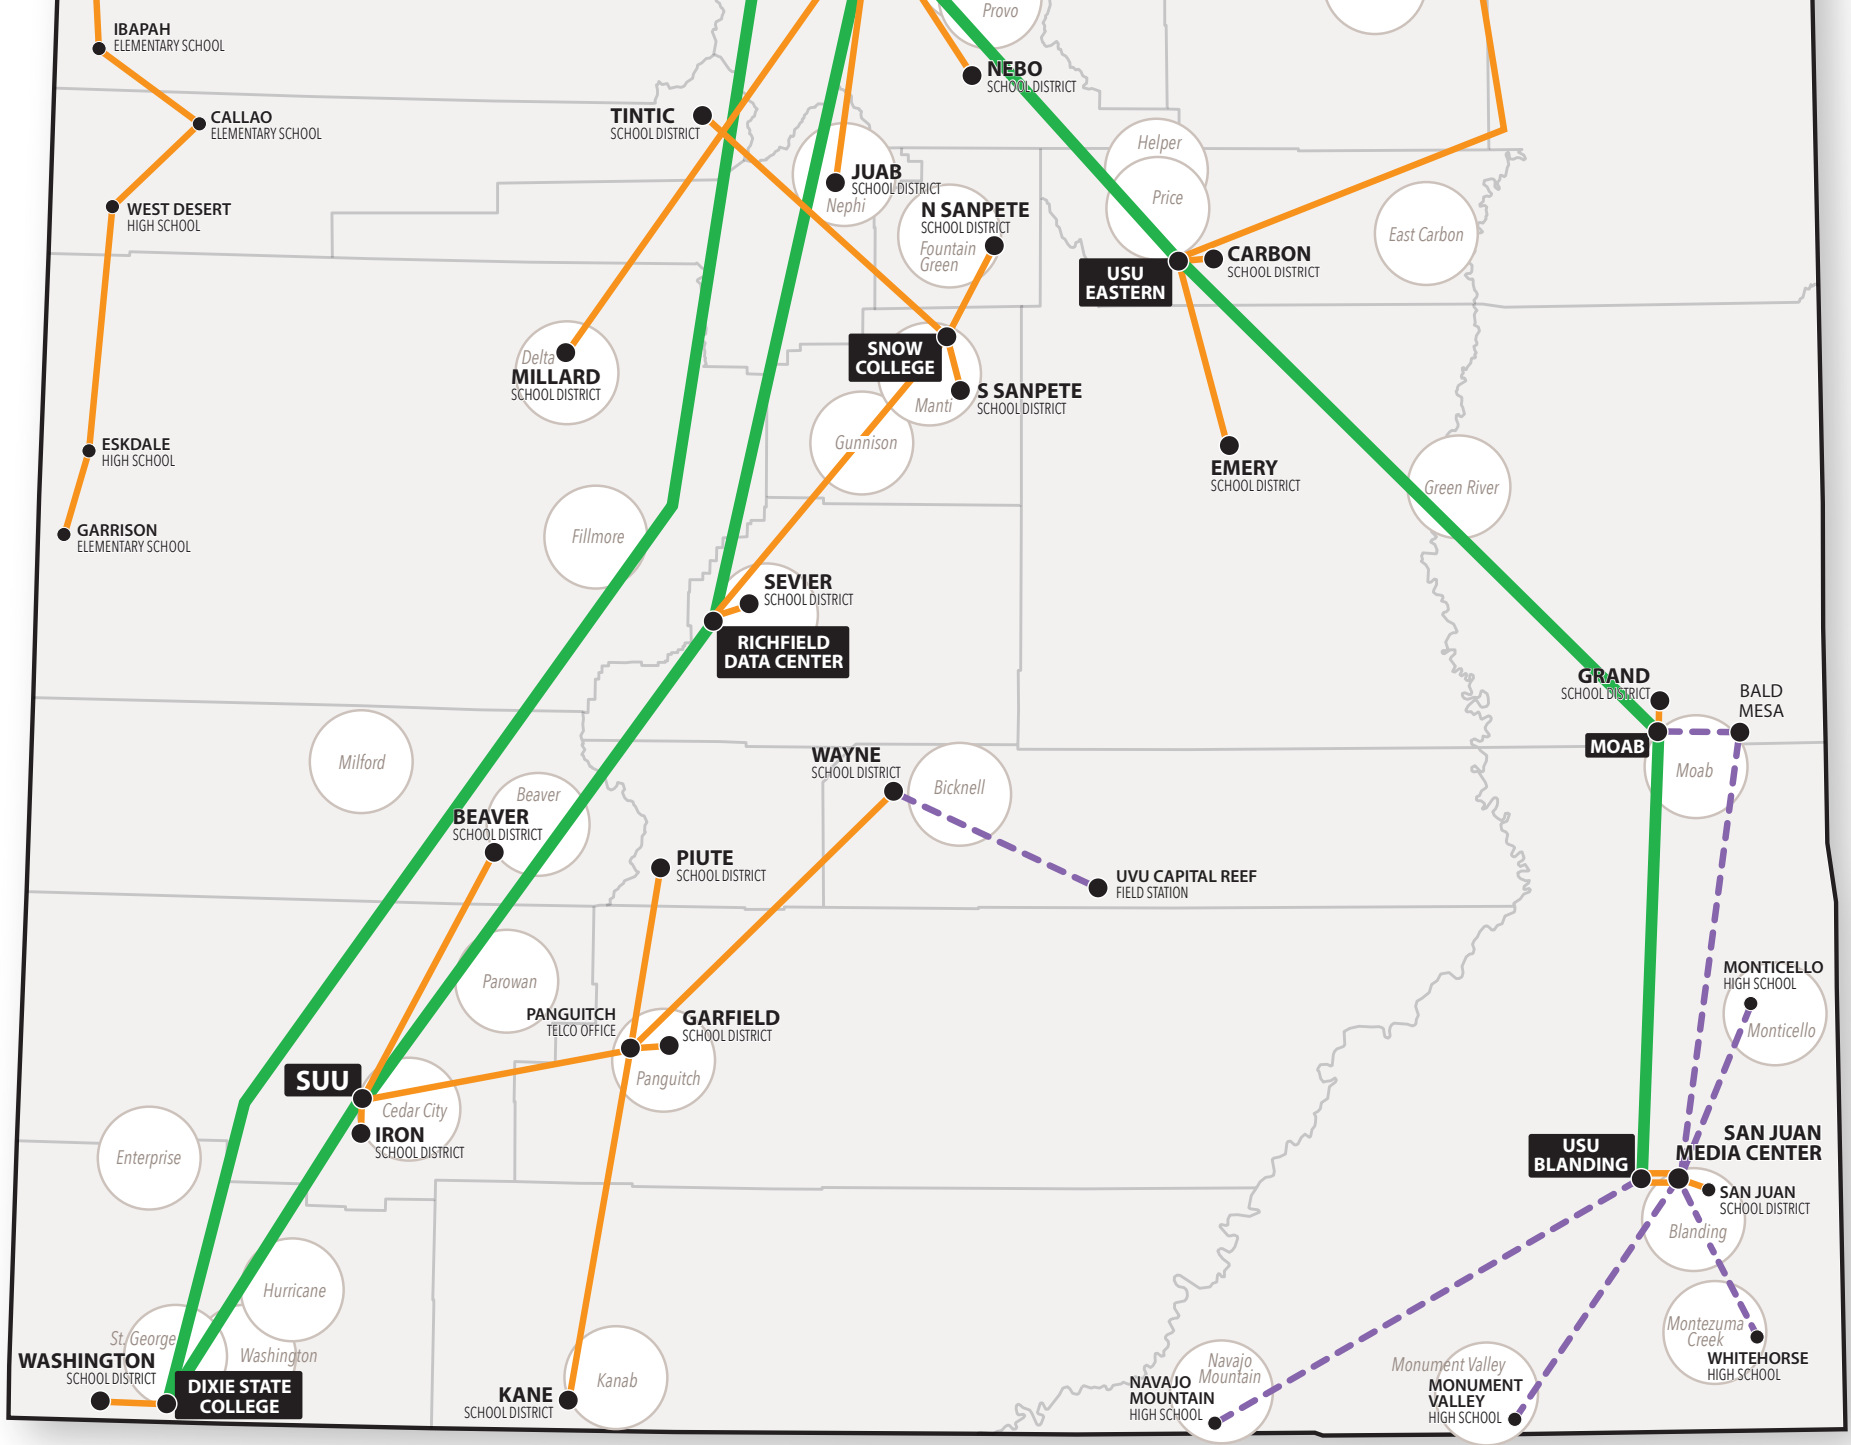 Provo
IBAPAH
ELEMENTARY SCHOOL
NEBO
SCHOOL DISTRICT
CALLAO
ELEMENTARY SCHOOL
TINTIC
SCHOOL DISTRICT
Helper
JUAB
SCHOOL DISTRICT
Nephi
Price
WEST DESERT
HIGH SCHOOL
N SANPETE
SCHOOL DISTRICT
Fountain
Green
East Carbon
CARBON
SCHOOL DISTRICT
USU
EASTERN
SNOW
COLLEGE
Delta
MILLARD
SCHOOL DISTRICT
S SANPETE
SCHOOL DISTRICT
Manti
Gunnison
ESKDALE
HIGH SCHOOL
EMERY
SCHOOL DISTRICT
Green River
GARRISON
ELEMENTARY SCHOOL
Fillmore
SEVIER
SCHOOL DISTRICT
RICHFIELD
DATA CENTER
GRAND
SCHOOL DISTRICT
BALD
MESA
MOAB
Moab
Milford
WAYNE
SCHOOL DISTRICT
Bicknell
Beaver
BEAVER
SCHOOL DISTRICT
PIUTE
SCHOOL DISTRICT
UVU CAPITAL REEF
FIELD STATION
Parowan
MONTICELLO
HIGH SCHOOL
Monticello
PANGUITCH
TELCO OFFICE
GARFIELD
SCHOOL DISTRICT
Panguitch
SUU
Cedar City
IRON
SCHOOL DISTRICT
Enterprise
USU
BLANDING
SAN JUAN
MEDIA CENTER
SAN JUAN
SCHOOL DISTRICT
Blanding
Hurricane
St. George
Washington
WASHINGTON
SCHOOL DISTRICT
DIXIE STATE
COLLEGE
KANE
SCHOOL DISTRICT
Kanab
Navajo
Mountain
NAVAJO
MOUNTAIN
HIGH SCHOOL
Monument Valley
MONUMENT
VALLEY
HIGH SCHOOL
Montezuma
Creek
WHITEHORSE
HIGH SCHOOL